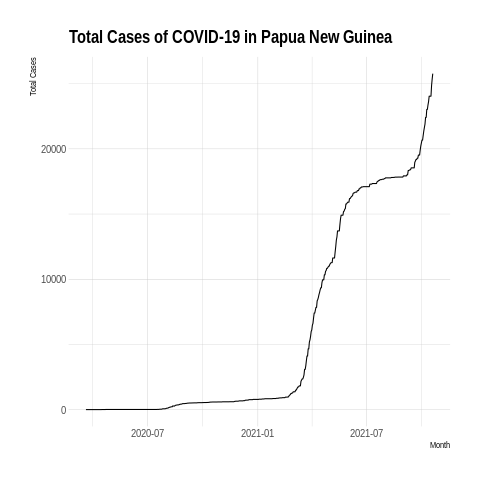 Total Cases of COVID-19 in Papua New Guinea
Total Cases
20000
10000
0
2020-07 2021-01 2021-07
Month